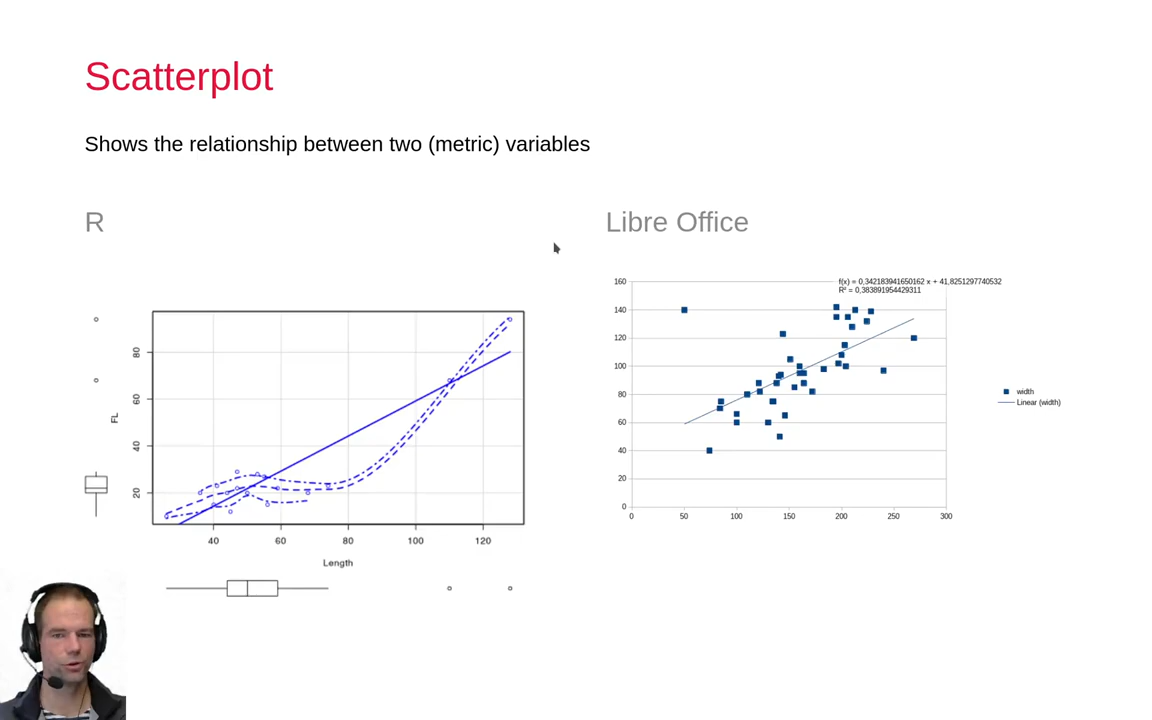 Scatterplot
Shows the relationship between two (metric) variables
R
Libre Office
FL
80
60
40
20
40 60 80 100 120
Length
160
140
120
100
80
60
40
20
0
0 50 100 150 200 250 300
f(x) = 0,342183941650162 x + 41,8251297740532
R² = 0,383891954429311
width
Linear (width)